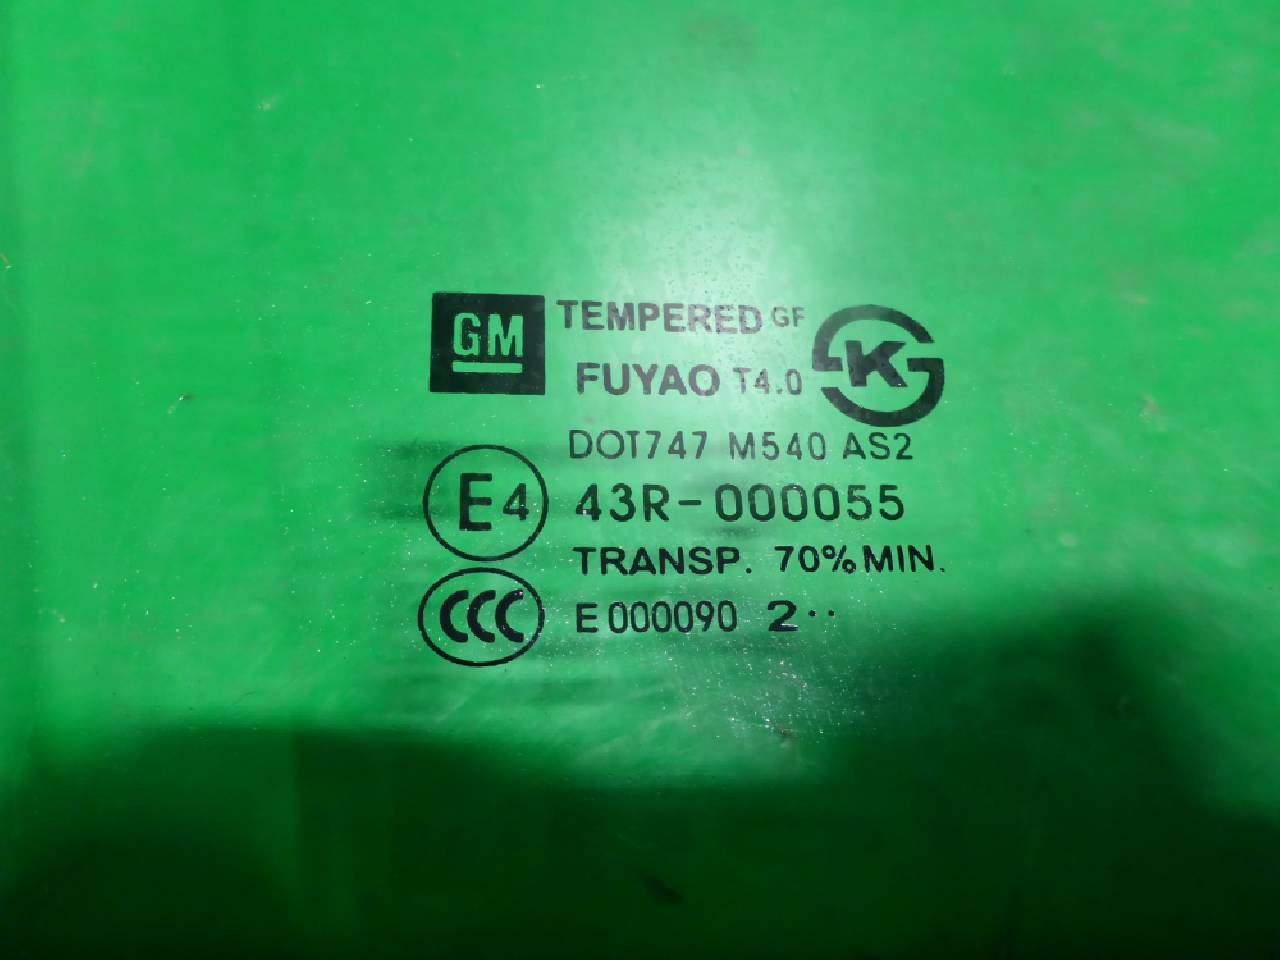 GM TEMPERED GF
FUYAO T4.0 K
DOT747 M540 AS2
E4 43R-000055
TRANSP. 70% MIN.
CCC E000090 2··